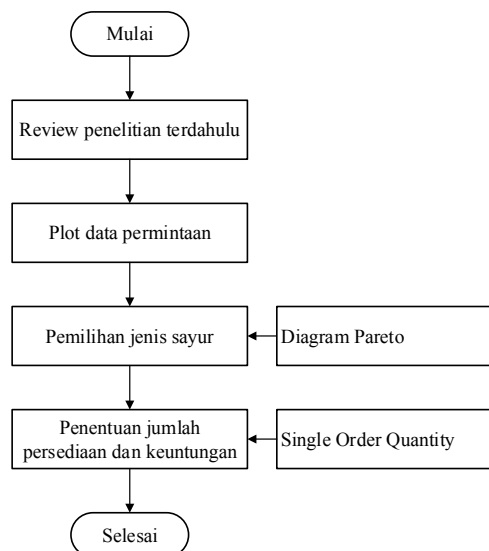 Mulai
Review penelitian terdahulu
Plot data permintaan
Pemilihan jenis sayur
Diagram Pareto
Penentuan jumlah
persediaan dan keuntungan
Single Order Quantity
Selesai